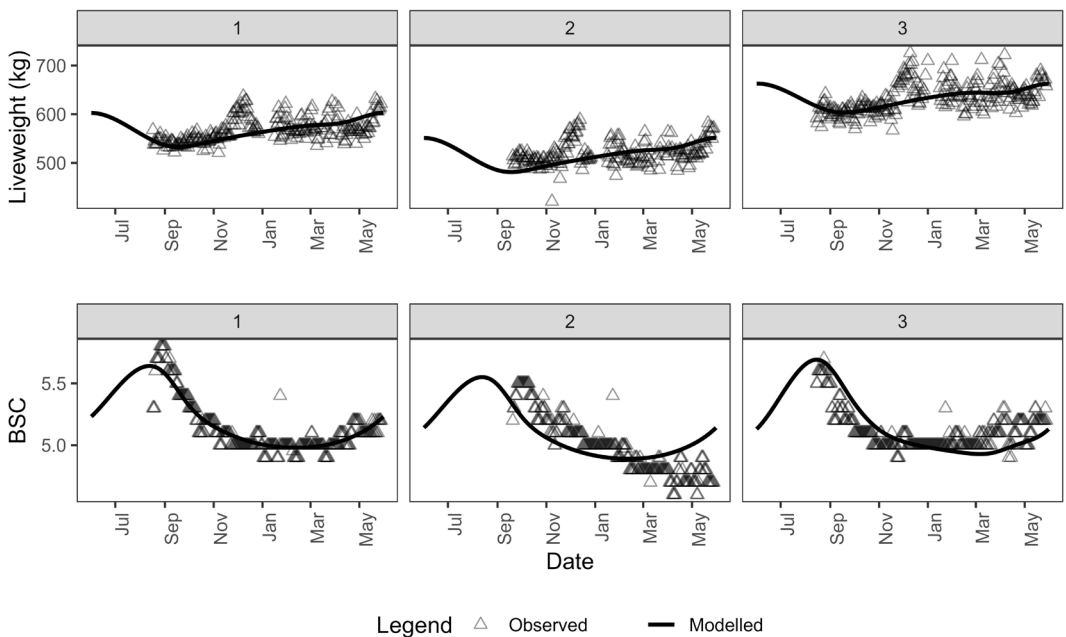 1 2 3
Liveweight (kg)
700
600
500
Jul Sep Nov Jan Mar May Jul Sep Nov Jan Mar May Jul Sep Nov Jan Mar May
1 2 3
BSC
5.5
5.0
Jul Sep Nov Jan Mar May Jul Sep Nov Jan Mar May Jul Sep Nov Jan Mar May
Date
Legend Observed Modelled